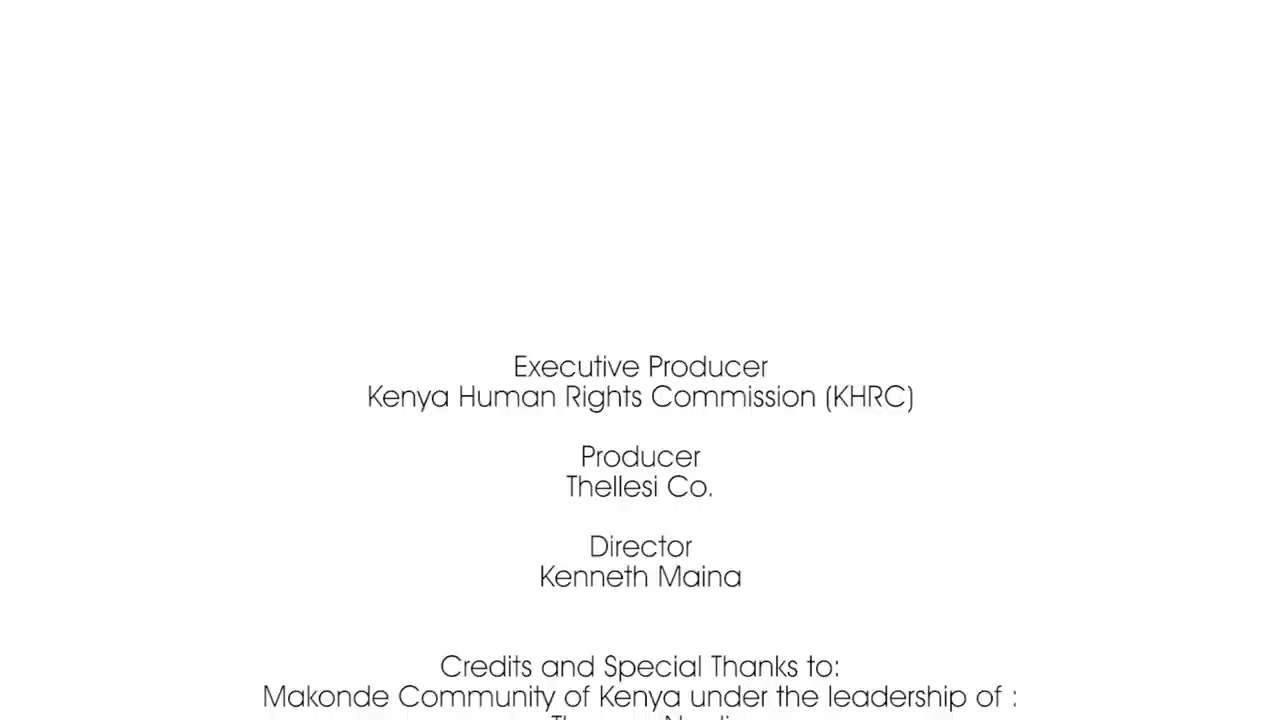 Executive Producer
Kenya Human Rights Commission (KHRC)
Producer
Thellesi Co.
Director
Kenneth Maina
Credits and Special Thanks to:
Makonde Community of Kenya under the leadership of :